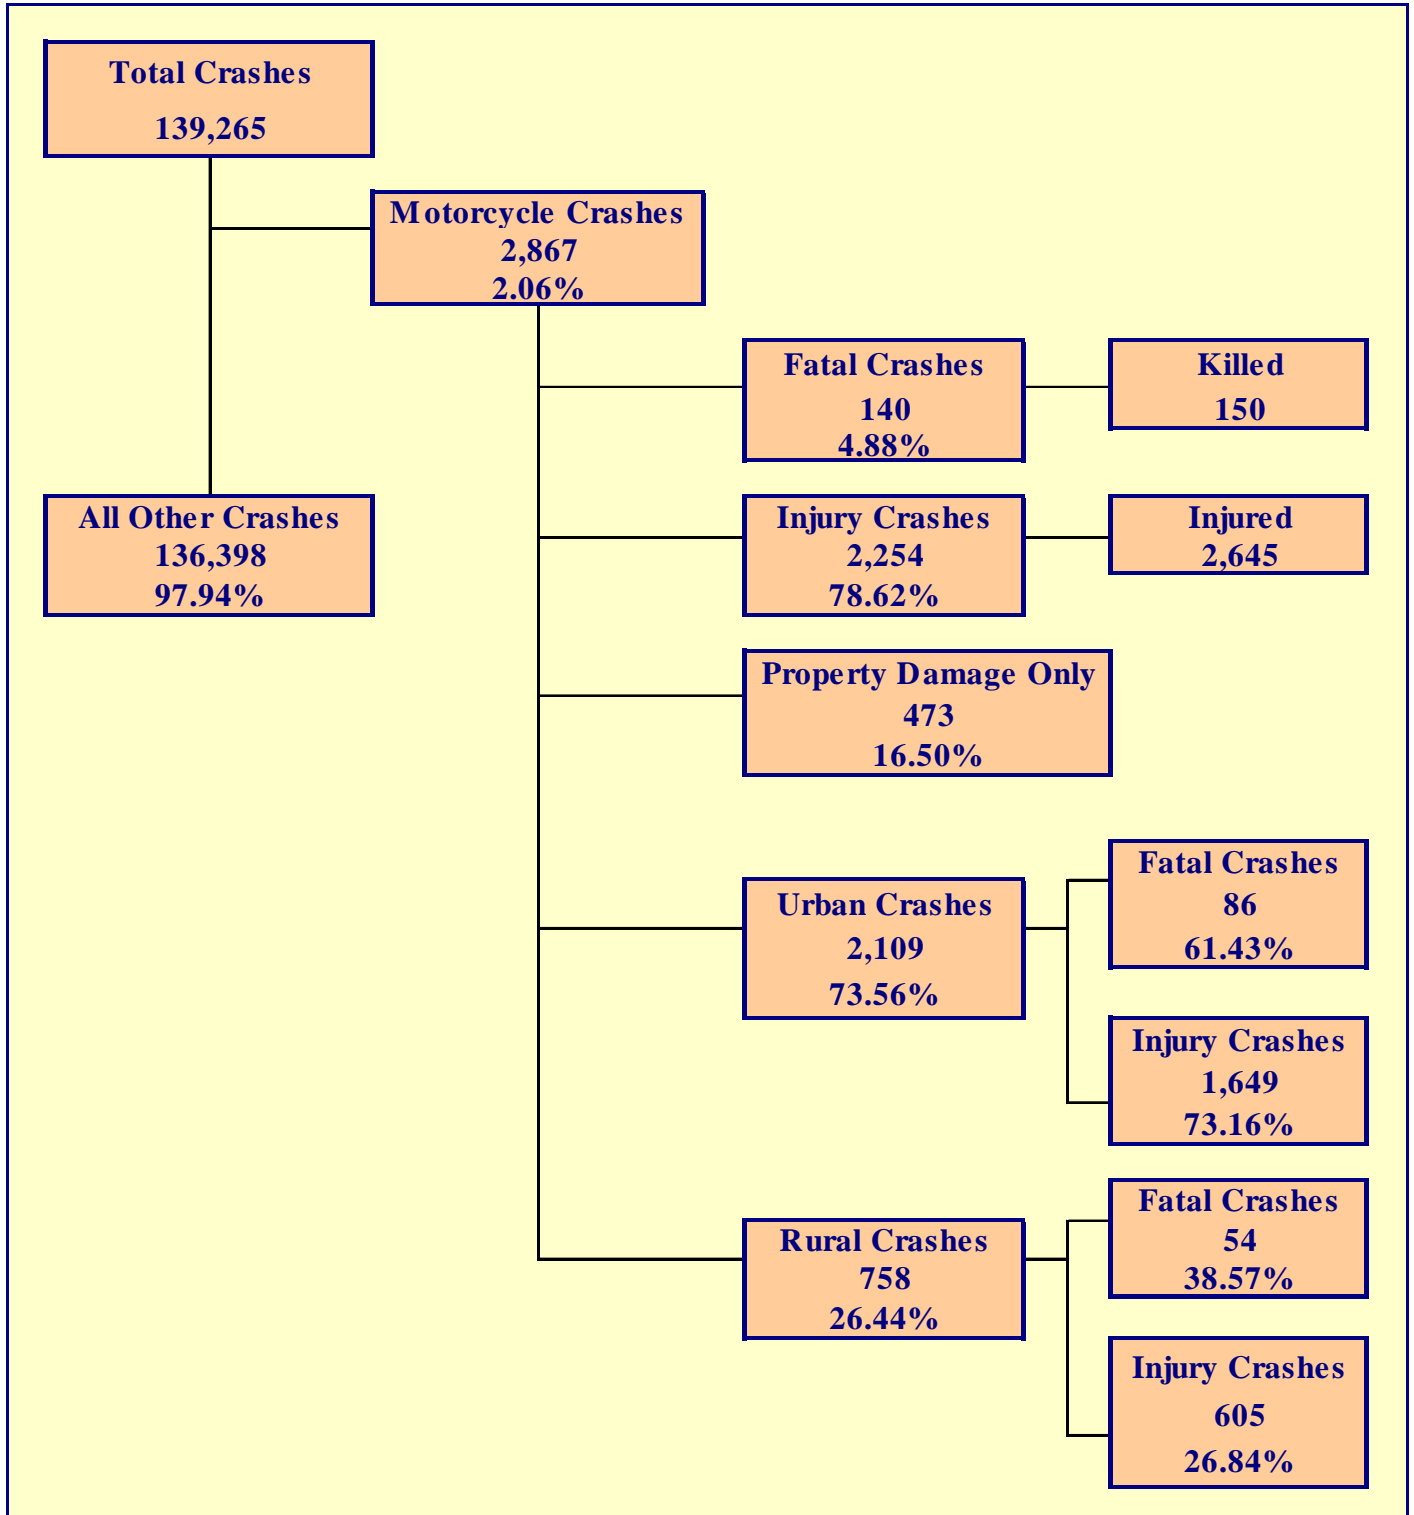 Total Crashes
139,265
Motorcycle Crashes
2,867
2.06%
Fatal Crashes
140
4.88%
Killed
150
All Other Crashes
136,398
97.94%
Injury Crashes
2,254
78.62%
Injured
2,645
Property Damage Only
473
16.50%
Urban Crashes
2,109
73.56%
Fatal Crashes
86
61.43%
Injury Crashes
1,649
73.16%
Rural Crashes
758
26.44%
Fatal Crashes
54
38.57%
Injury Crashes
605
26.84%